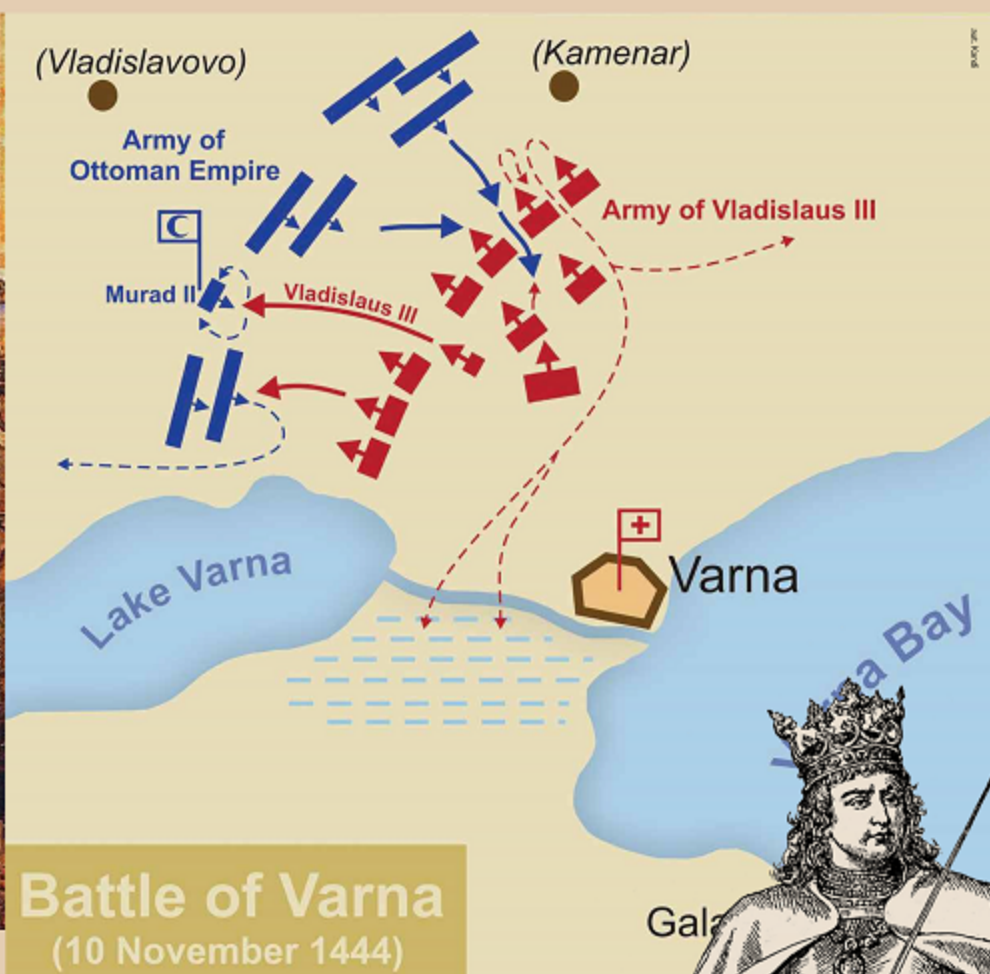 (Vladislavovo)
(Kamenar)
Army of
Ottoman Empire
Army of Vladislaus III
Murad II
Vladislaus III
Lake Varna
Varna
Bay
Battle of Varna
(10 November 1444)